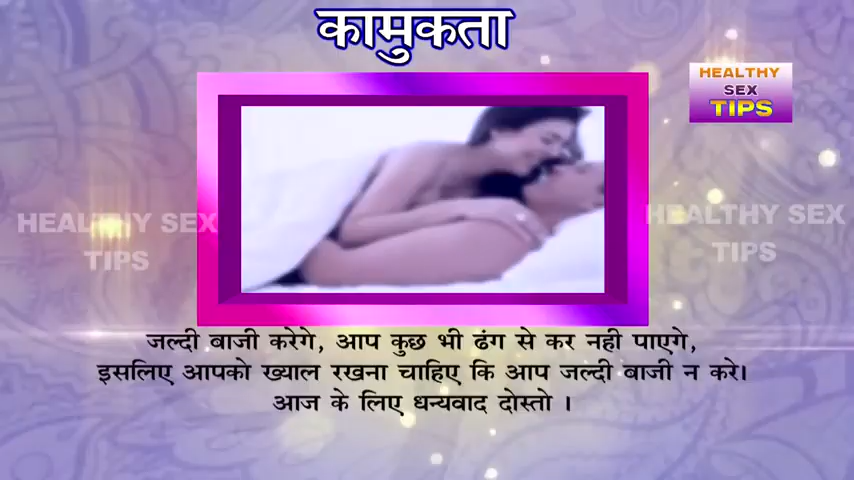 कामुकता
HEALTHY
SEX
TIPS
HEALTHY SEX
TIPS
HEALTHY SEX
TIPS
जल्दी बाजी करेगे, आप कुछ भी ढंग से कर नही पाएगे,
इसलिए आपको ख्याल रखना चाहिए कि आप जल्दी बाजी न करे।
आज के लिए धन्यवाद दोस्तो ।